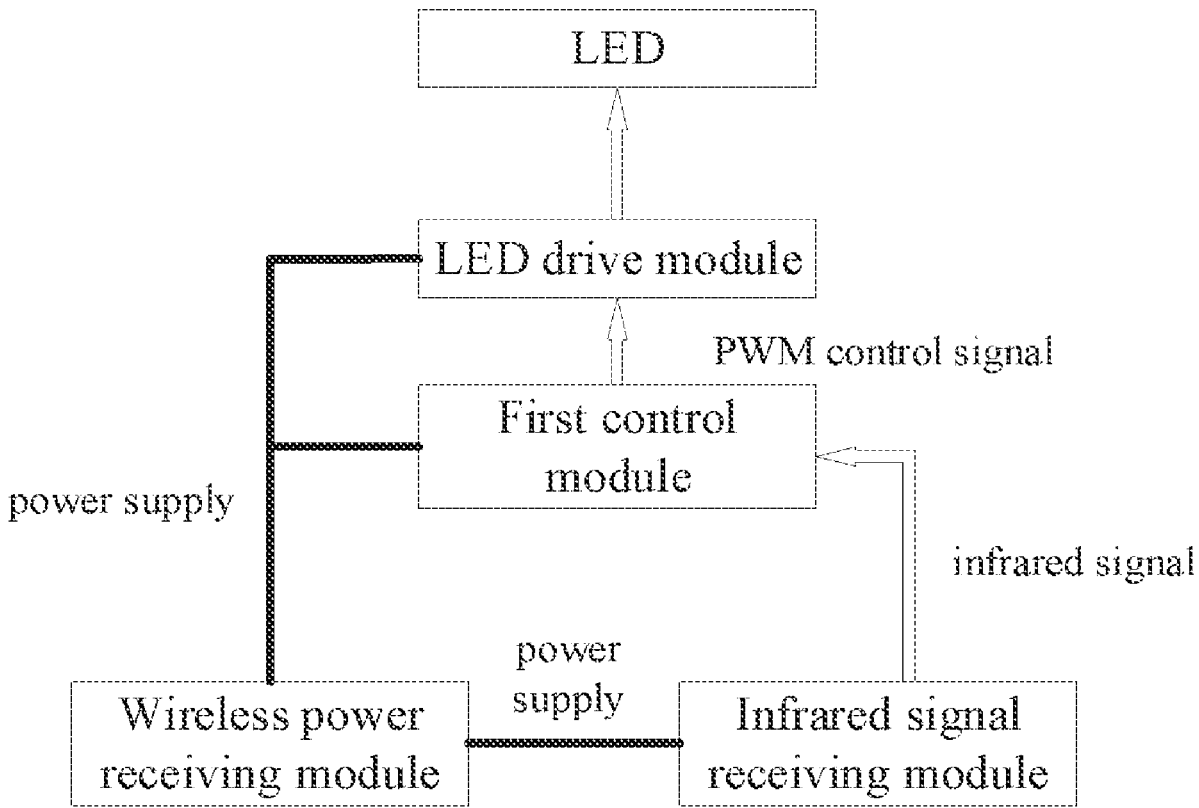 LED
LED drive module
PWM control signal
First control
module
power supply
infrared signal
power
supply
Wireless power
receiving module
Infrared signal
receiving module